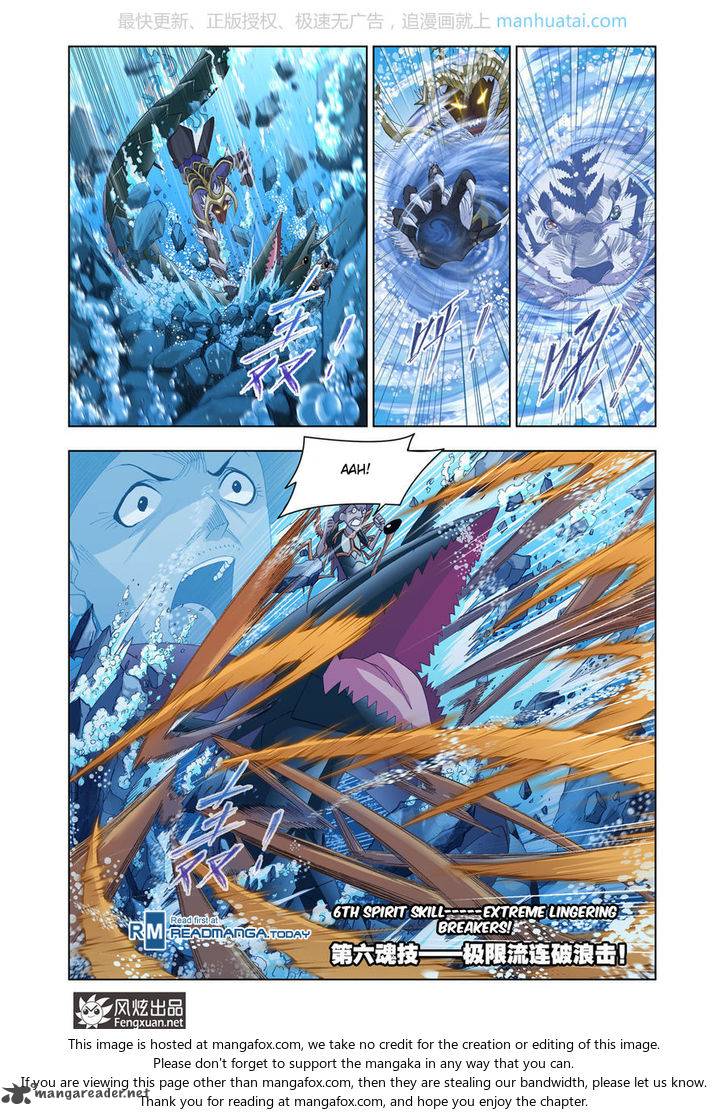 最快更新、正版授权、极速无广告，追漫画就上 manhuatai.com
轰!
呼!
AAH!
轰!
6TH SPIRIT SKILL-----EXTREME LINGERING
BREAKERS!
第六魂技——极限流连破浪击!
Read first at
RM READMANGA.TODAY
风炫出品
Fengxuan.net
This image is hosted at mangafox.com, we take no credit for the creation or editing of this image.
Please don't forget to support the mangaka in any way that you can.
If you are viewing this page other than mangafox.com, then they are stealing our bandwidth, please let us know.
Thank you for reading at mangafox.com, and hope you enjoy the chapter.
mangareader.net